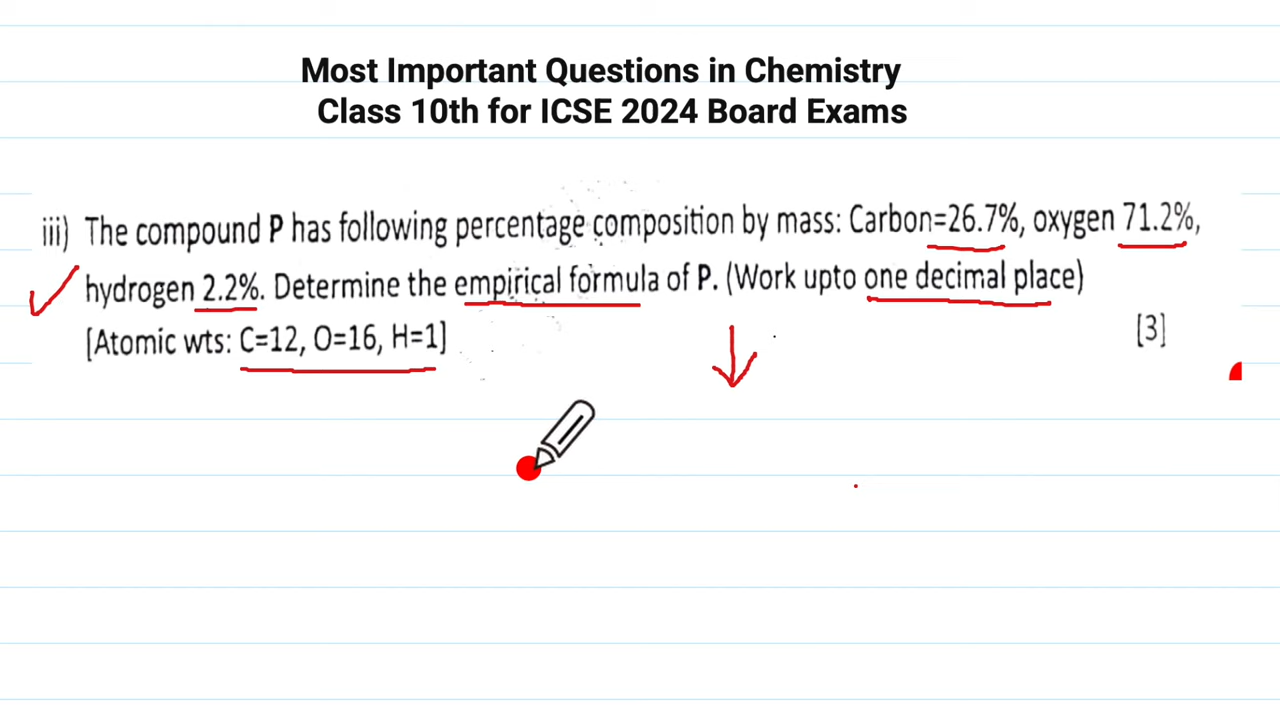 Most Important Questions in Chemistry
Class 10th for ICSE 2024 Board Exams
iii) The compound P has following percentage composition by mass: Carbon=26.7%, oxygen 71.2%,
hydrogen 2.2%. Determine the empirical formula of P. (Work upto one decimal place)
[Atomic wts: C=12, O=16, H=1] [3]